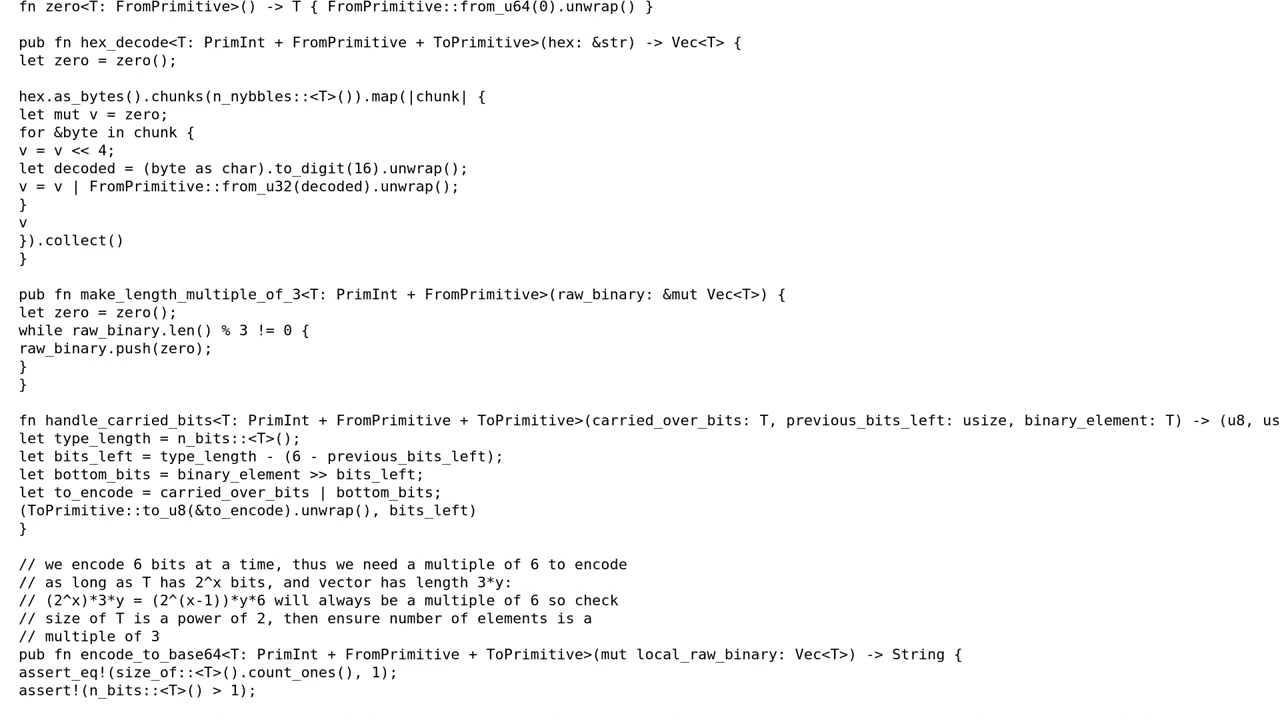 fn zero<T: FromPrimitive>() -> T { FromPrimitive::from_u64(0).unwrap() }
pub fn hex_decode<T: PrimInt + FromPrimitive + ToPrimitive>(hex: &str) -> Vec<T> {
let zero = zero();
hex.as_bytes().chunks(n_nybbles::<T>()).map(|chunk| {
let mut v = zero;
for &byte in chunk {
v = v << 4;
let decoded = (byte as char).to_digit(16).unwrap();
v = v | FromPrimitive::from_u32(decoded).unwrap();
}
v
}).collect()
}
pub fn make_length_multiple_of_3<T: PrimInt + FromPrimitive>(raw_binary: &mut Vec<T>) {
let zero = zero();
while raw_binary.len() % 3 != 0 {
raw_binary.push(zero);
}
}
fn handle_carried_bits<T: PrimInt + FromPrimitive + ToPrimitive>(carried_over_bits: T, previous_bits_left: usize, binary_element: T) -> (u8, us
let type_length = n_bits::<T>();
let bits_left = type_length - (6 - previous_bits_left);
let bottom_bits = binary_element >> bits_left;
let to_encode = carried_over_bits | bottom_bits;
(ToPrimitive::to_u8(&to_encode).unwrap(), bits_left)
}
// we encode 6 bits at a time, thus we need a multiple of 6 to encode
// as long as T has 2^x bits, and vector has length 3*y:
// (2^x)*3*y = (2^(x-1))*y*6 will always be a multiple of 6 so check
// size of T is a power of 2, then ensure number of elements is a
// multiple of 3
pub fn encode_to_base64<T: PrimInt + FromPrimitive + ToPrimitive>(mut local_raw_binary: Vec<T>) -> String {
assert_eq!(size_of::<T>().count_ones(), 1);
assert!(n_bits::<T>() > 1);